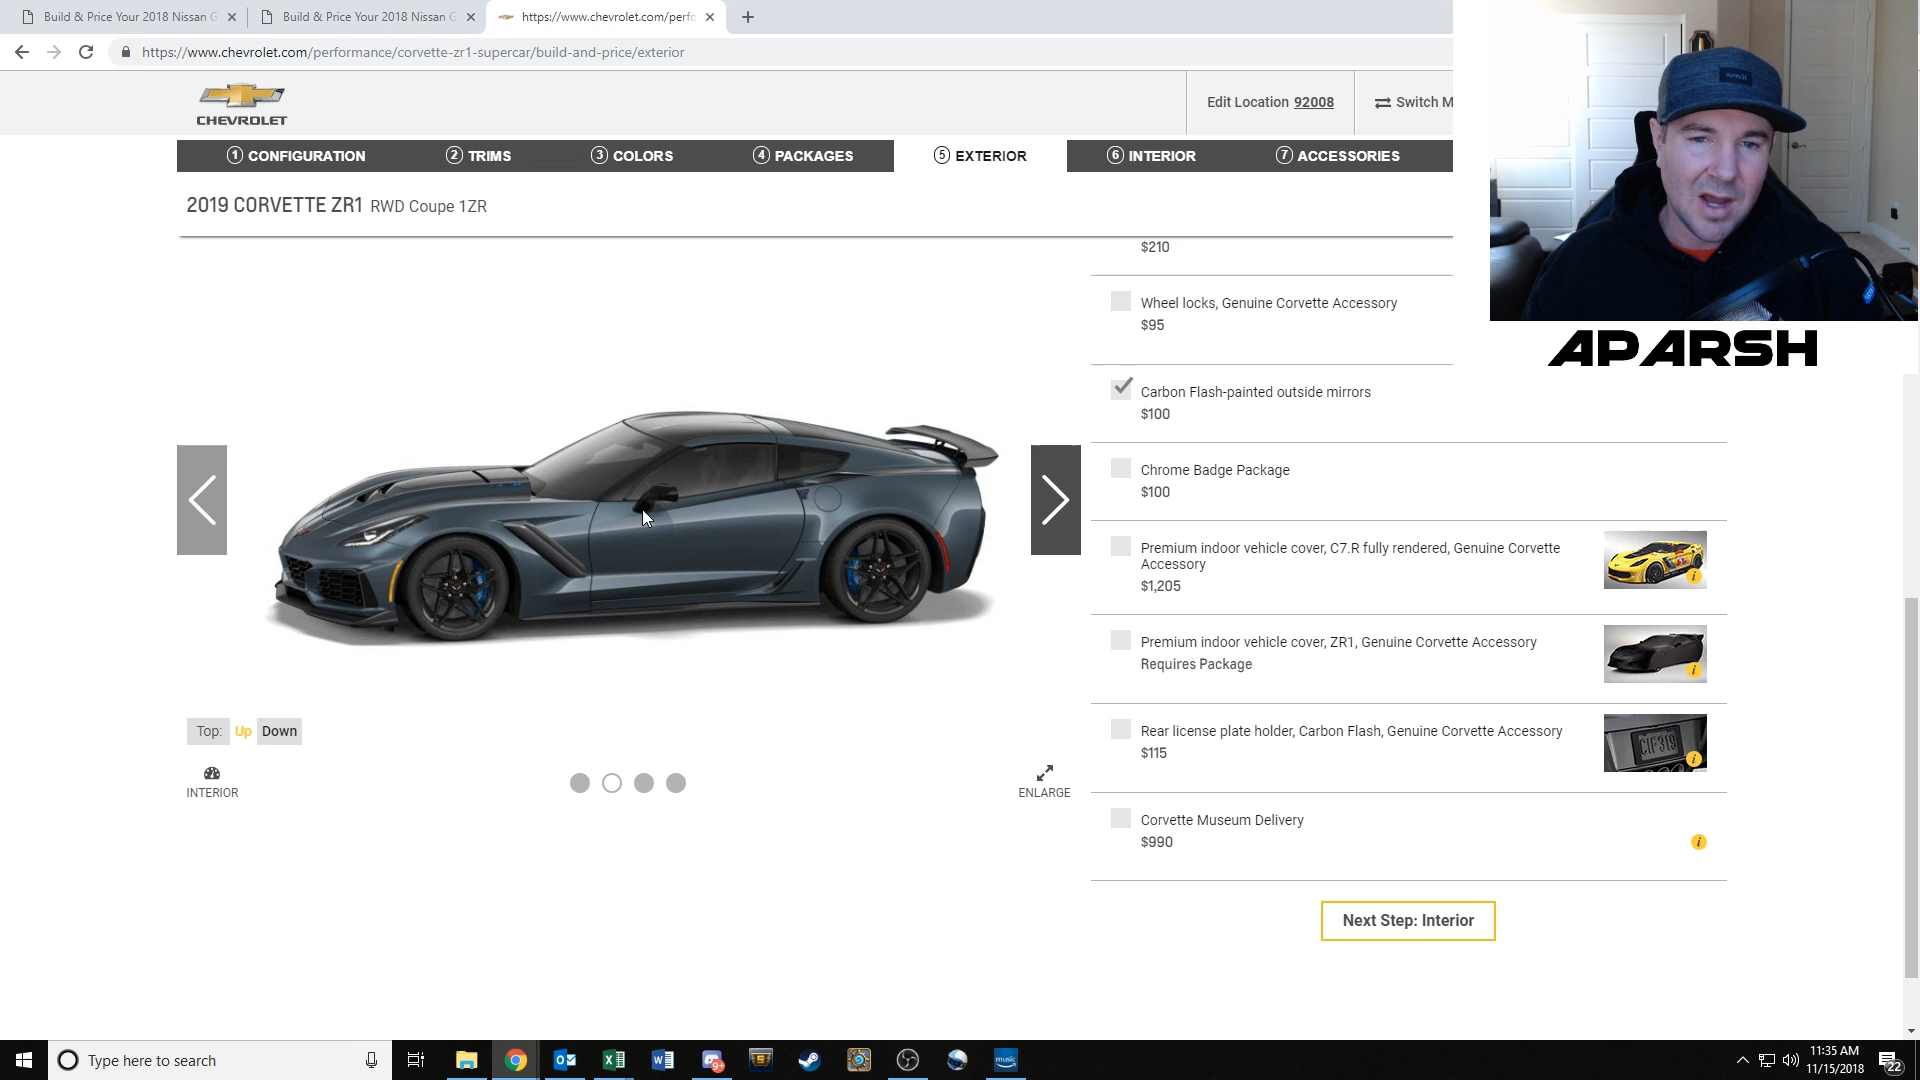 Build & Price Your 2018 Nissan G
Build & Price Your 2018 Nissan G
https://www.chevrolet.com/perfo
https://www.chevrolet.com/performance/corvette-zr1-supercar/build-and-price/exterior
CHEVROLET
Edit Location 92008
Switch M
1 CONFIGURATION
2 TRIMS
3 COLORS
4 PACKAGES
5 EXTERIOR
6 INTERIOR
7 ACCESSORIES
2019 CORVETTE ZR1 RWD Coupe 1ZR
APARSH
$210
Wheel locks, Genuine Corvette Accessory
$95
Carbon Flash-painted outside mirrors
$100
Chrome Badge Package
$100
Premium indoor vehicle cover, C7.R fully rendered, Genuine Corvette
Accessory
$1,205
Premium indoor vehicle cover, ZR1, Genuine Corvette Accessory
Requires Package
Rear license plate holder, Carbon Flash, Genuine Corvette Accessory
$115
Corvette Museum Delivery
$990
Top: Up Down
INTERIOR
ENLARGE
Next Step: Interior
Type here to search
9+
music
11:35 AM
11/15/2018
22